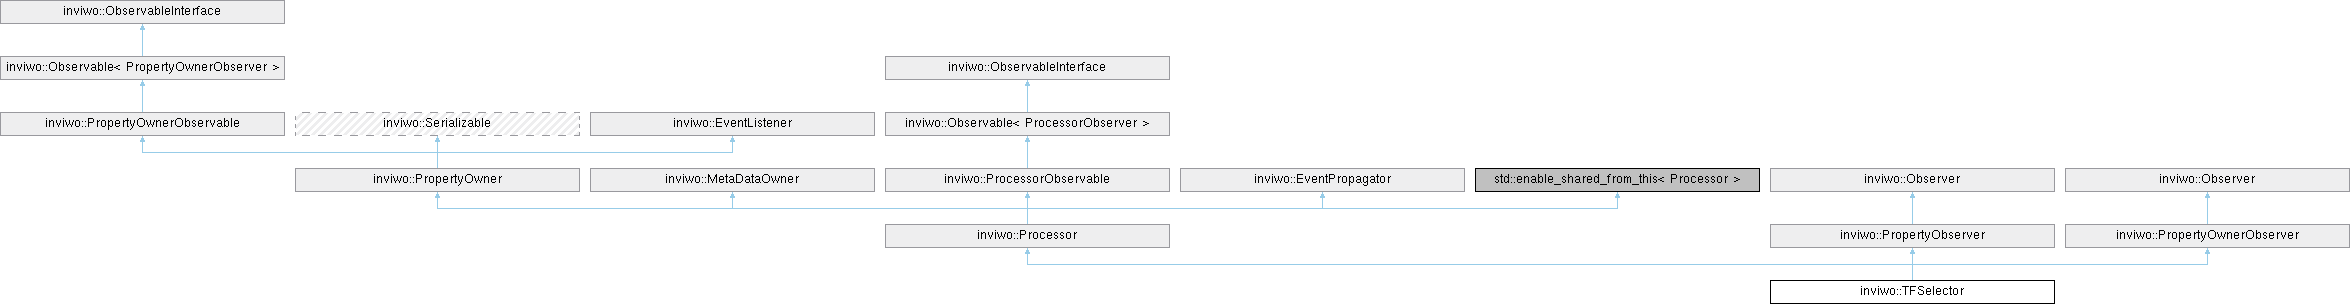 inviwo::ObservableInterface
inviwo::Observable< PropertyOwnerObserver >
inviwo::ObservableInterface
inviwo::PropertyOwnerObservable
inviwo::Serializable
inviwo::EventListener
inviwo::Observable< ProcessorObserver >
inviwo::PropertyOwner
inviwo::MetaDataOwner
inviwo::ProcessorObservable
inviwo::EventPropagator
std::enable_shared_from_this< Processor >
inviwo::Observer
inviwo::Observer
inviwo::Processor
inviwo::PropertyObserver
inviwo::PropertyOwnerObserver
inviwo::TFSelector